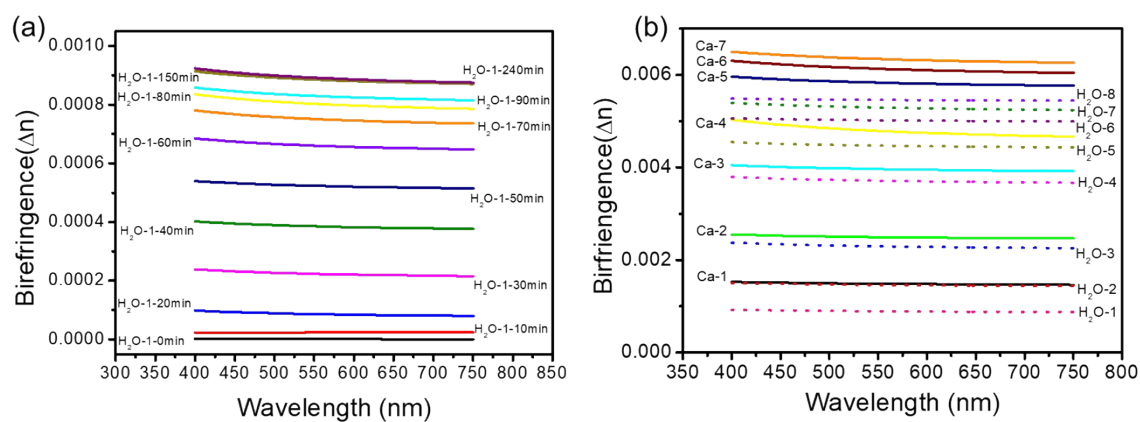 (a)
0.0010
0.0008
0.0006
0.0004
0.0002
0.0000
Birefringence(Δn)
H2O-1-150min
H2O-1-80min
H2O-1-60min
H2O-1-40min
H2O-1-20min
H2O-1-0min
H2O-1-240min
H2O-1-90min
H2O-1-70min
H2O-1-50min
H2O-1-30min
H2O-1-10min
300 350 400 450 500 550 600 650 700 750 800 850
Wavelength (nm)
(b)
0.006
0.004
0.002
0.000
Birfriengence (Δn)
Ca-7
Ca-6
Ca-5
Ca-4
Ca-3
Ca-2
Ca-1
H2O-8
H2O-7
H2O-6
H2O-5
H2O-4
H2O-3
H2O-2
H2O-1
350 400 450 500 550 600 650 700 750 800
Wavelength (nm)